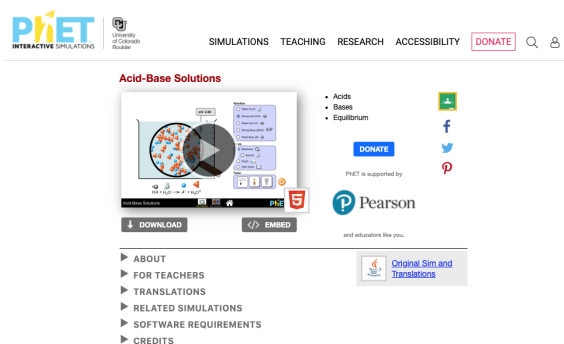 PhET
INTERACTIVE SIMULATIONS
University
of Colorado
Boulder
SIMULATIONS TEACHING RESEARCH ACCESSIBILITY DONATE
Acid-Base Solutions
Acids
Bases
Equilibrium
DONATE
PhET is supported by
Pearson
and educators like you.
Acid-Base Solutions
PhET
DOWNLOAD
EMBED
ABOUT
FOR TEACHERS
TRANSLATIONS
RELATED SIMULATIONS
SOFTWARE REQUIREMENTS
CREDITS
Original Sim and
Translations